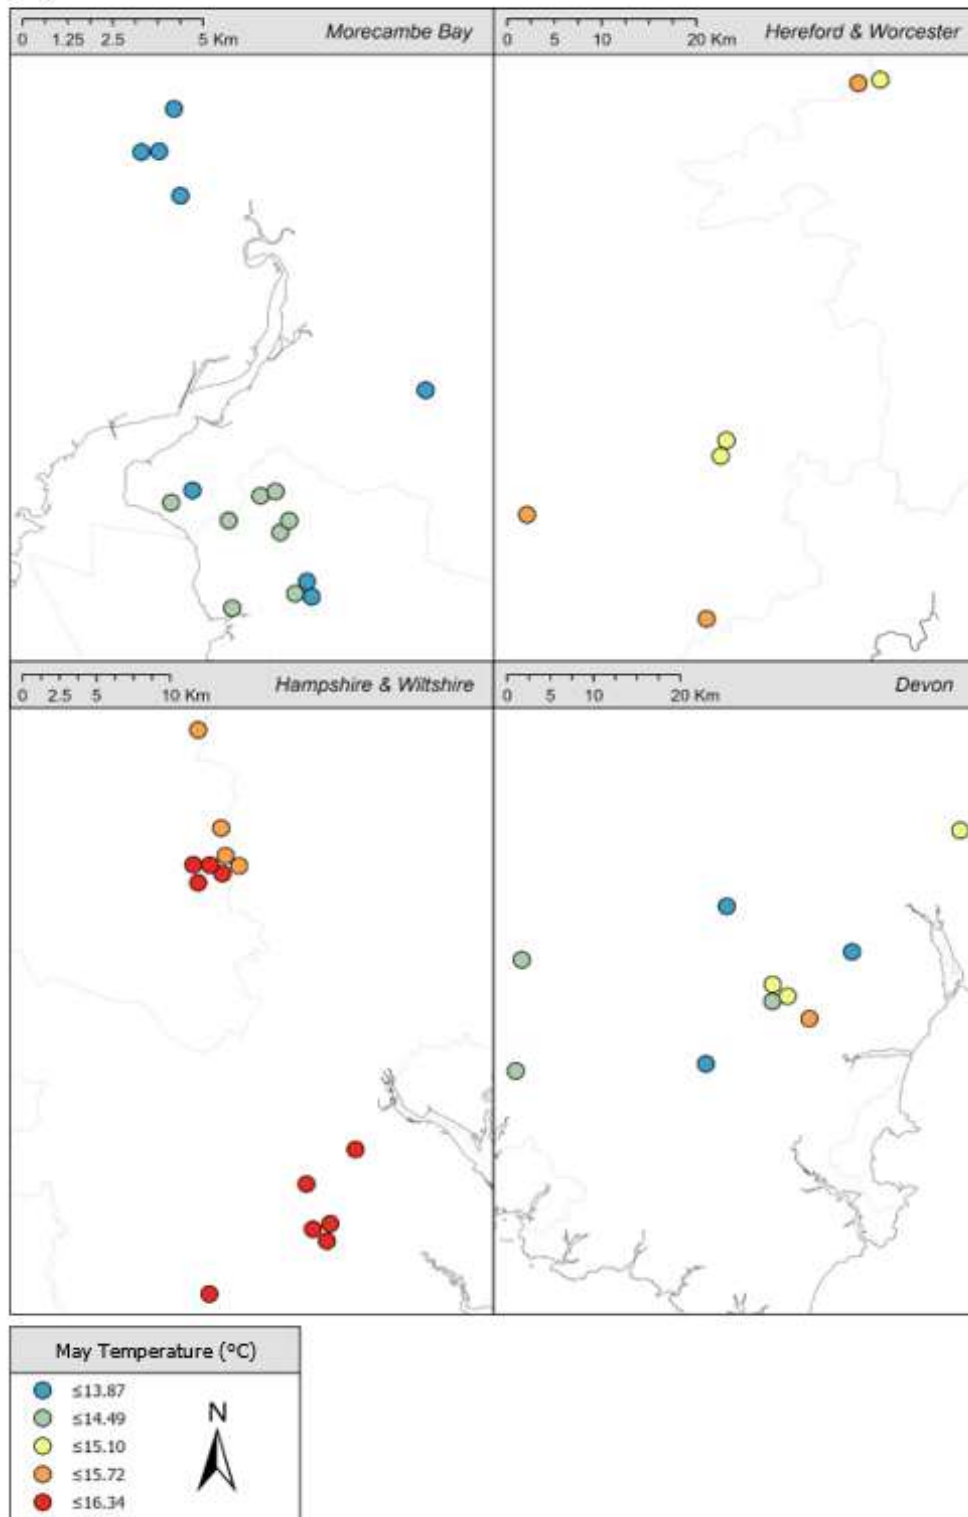 0 1.25 2.5 5 Km Morecambe Bay
0 5 10 20 Km Hereford & Worcester
0 2.5 5 10 Km Hampshire & Wiltshire
0 5 10 20 Km Devon
May Temperature (°C)
≤13.87
≤14.49
≤15.10
≤15.72
≤16.34
N